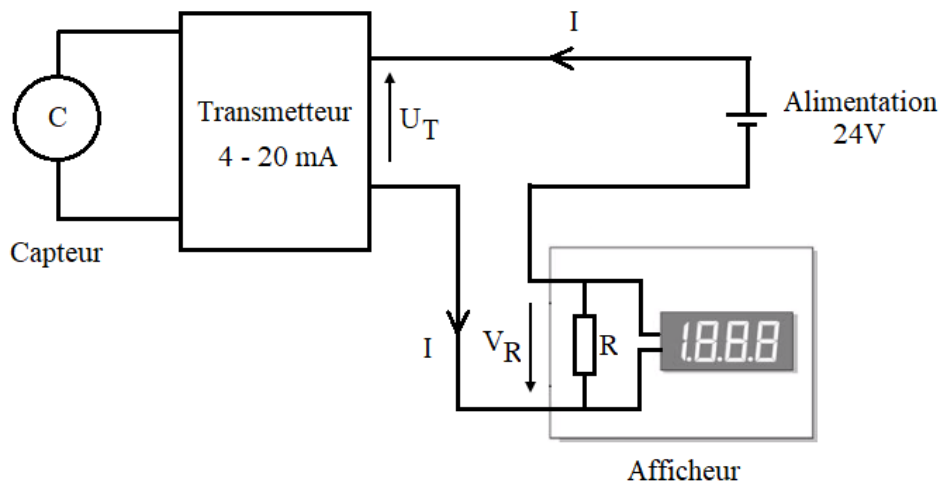 I
Transmetteur
4 - 20 mA
C
U_T
Alimentation
24V
Capteur
I
V_R
R
1.8.8.8
Afficheur